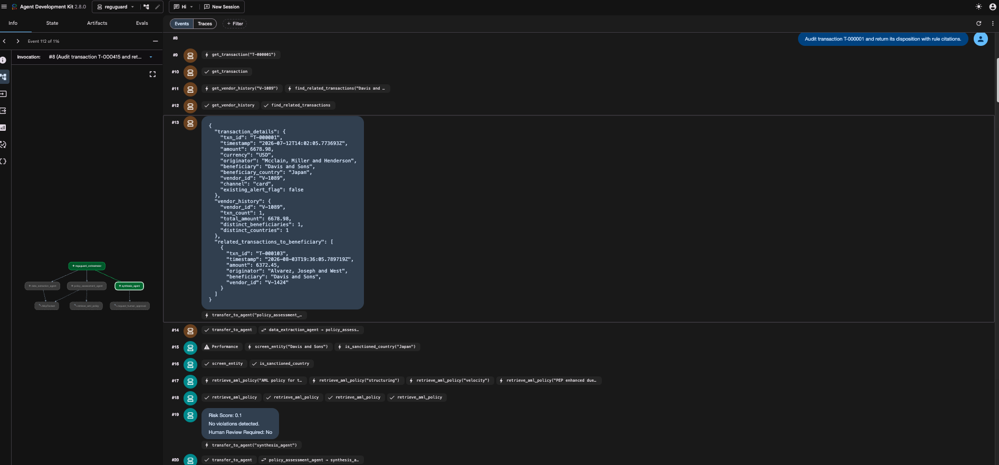 Agent Development Kit 2.8.0
reguguard
Hi
New Session
Info
State
Artifacts
Evals
Events
Traces
+ Filter
Event 112 of 116
Invocation:
#8 (Audit transaction T-000415 and ret...
reguguard_orchestrator
data_extraction_agent
policy_assessment_agent
synthesis_agent
McpToolset
retrieve_aml_policy
request_human_approval
#8
Audit transaction T-000001 and return its disposition with rule citations.
#9
get_transaction("T-000001")
#10
get_transaction
#11
get_vendor_history("V-1089")
find_related_transactions("Davis and …
#12
get_vendor_history
find_related_transactions
#13
{
"transaction_details": {
"txn_id": "T-000001",
"timestamp": "2026-07-12T14:02:05.773693Z",
"amount": 6678.98,
"currency": "USD",
"originator": "Mcclain, Miller and Henderson",
"beneficiary": "Davis and Sons",
"beneficiary_country": "Japan",
"vendor_id": "V-1089",
"channel": "card",
"existing_alert_flag": false
},
"vendor_history": {
"vendor_id": "V-1089",
"txn_count": 1,
"total_amount": 6678.98,
"distinct_beneficiaries": 1,
"distinct_countries": 1
},
"related_transactions_to_beneficiary": [
{
"txn_id": "T-000103",
"timestamp": "2026-08-03T19:36:05.789719Z",
"amount": 6372.45,
"originator": "Alvarez, Joseph and West",
"beneficiary": "Davis and Sons",
"vendor_id": "V-1424"
}
]
}
transfer_to_agent("policy_assessment_…
#14
transfer_to_agent
data_extraction_agent → policy_assess…
#15
Performance
screen_entity("Davis and Sons")
is_sanctioned_country("Japan")
#16
screen_entity
is_sanctioned_country
#17
retrieve_aml_policy("AML policy for t…
retrieve_aml_policy("structuring")
retrieve_aml_policy("velocity")
retrieve_aml_policy("PEP enhanced due…
#18
retrieve_aml_policy
retrieve_aml_policy
retrieve_aml_policy
retrieve_aml_policy
#19
Risk Score: 0.1
No violations detected.
Human Review Required: No
transfer_to_agent("synthesis_agent")
#20
transfer_to_agent
policy_assessment_agent → synthesis_a…